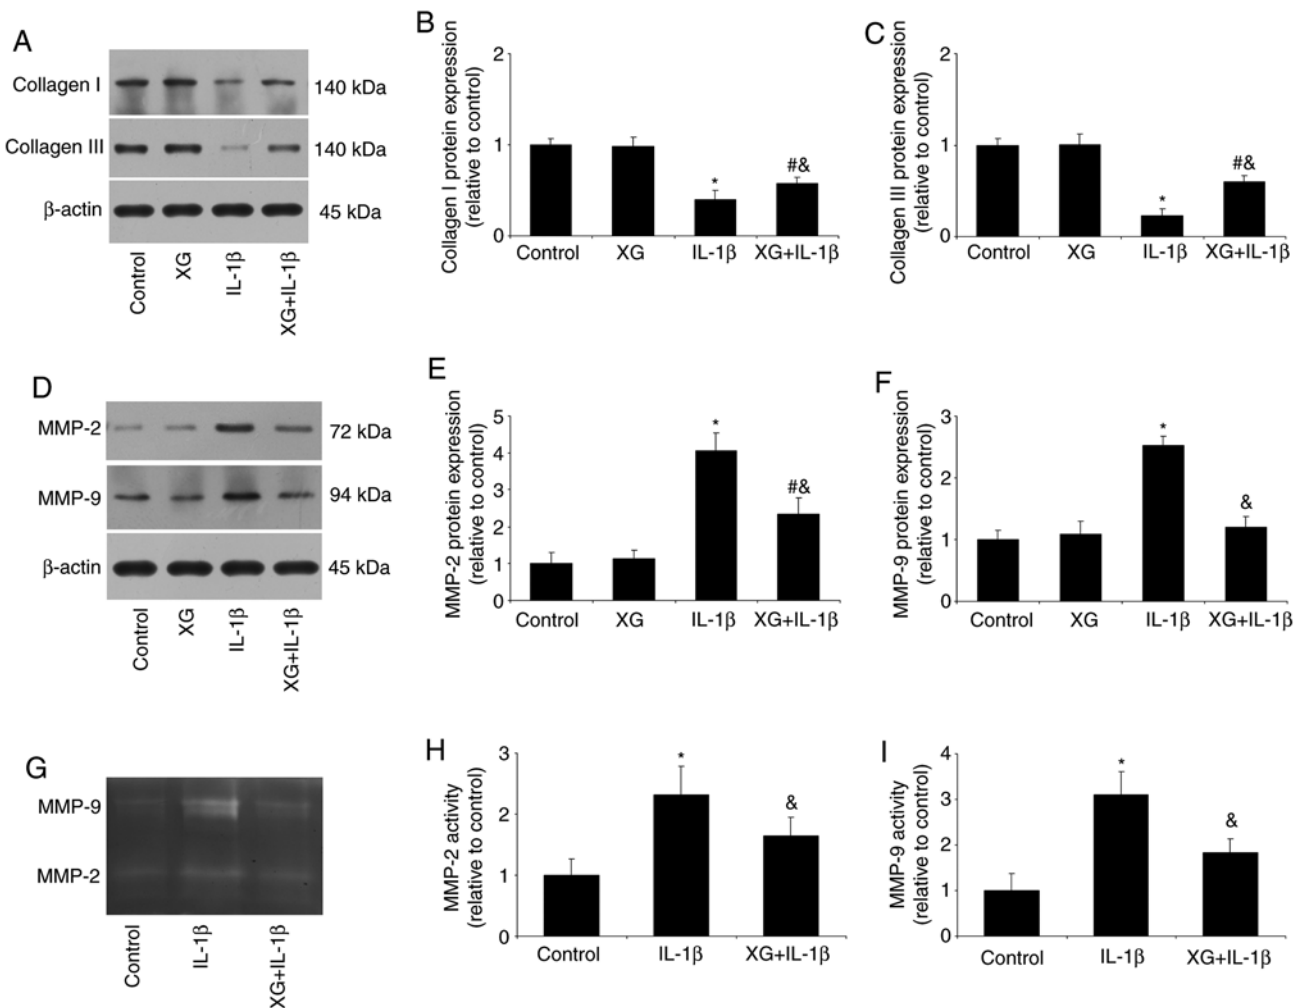 A
Collagen I
140 kDa
Collagen III
140 kDa
β-actin
45 kDa
Control
XG
IL-1β
XG+IL-1β
B
Collagen I protein expression
(relative to control)
2
1
0
Control XG IL-1β XG+IL-1β
*
#&
C
Collagen III protein expression
(relative to control)
2
1
0
Control XG IL-1β XG+IL-1β
*
#&
D
MMP-2
72 kDa
MMP-9
94 kDa
β-actin
45 kDa
Control
XG
IL-1β
XG+IL-1β
E
MMP-2 protein expression
(relative to control)
5
4
3
2
1
0
Control XG IL-1β XG+IL-1β
*
#&
F
MMP-9 protein expression
(relative to control)
3
2
1
0
Control XG IL-1β XG+IL-1β
*
&
G
MMP-9
MMP-2
Control
IL-1β
XG+IL-1β
H
MMP-2 activity
(relative to control)
3
2
1
0
Control IL-1β XG+IL-1β
*
&
I
MMP-9 activity
(relative to control)
4
3
2
1
0
Control IL-1β XG+IL-1β
*
&